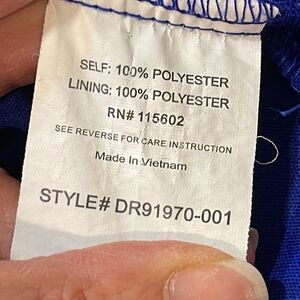 SELF: 100% POLYESTER
LINING: 100% POLYESTER
RN# 115602
SEE REVERSE FOR CARE INSTRUCTION
Made In Vietnam
STYLE# DR91970-001